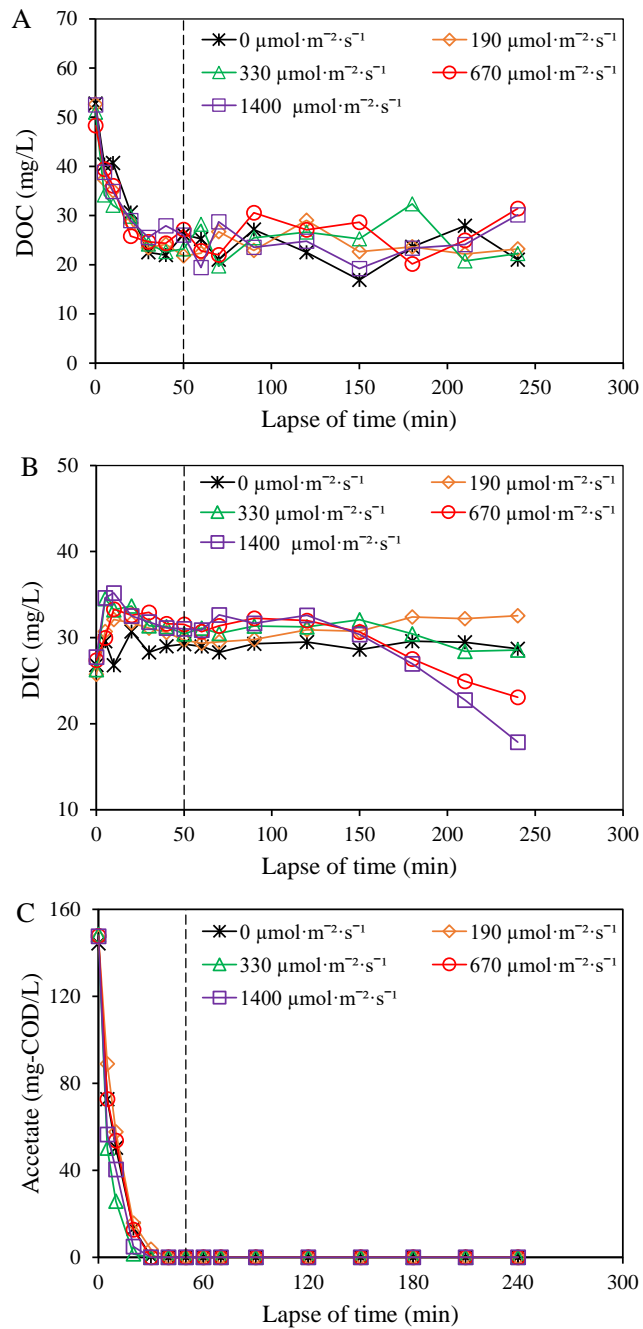 A
0 μmol·m⁻²·s⁻¹ 190 μmol·m⁻²·s⁻¹
330 μmol·m⁻²·s⁻¹ 670 μmol·m⁻²·s⁻¹
1400 μmol·m⁻²·s⁻¹
70
60
50
40
30
20
10
0
DOC (mg/L)
0 50 100 150 200 250 300
Lapse of time (min)
B
0 μmol·m⁻²·s⁻¹ 190 μmol·m⁻²·s⁻¹
330 μmol·m⁻²·s⁻¹ 670 μmol·m⁻²·s⁻¹
1400 μmol·m⁻²·s⁻¹
50
40
30
20
10
DIC (mg/L)
0 50 100 150 200 250 300
Lapse of time (min)
C
0 μmol·m⁻²·s⁻¹ 190 μmol·m⁻²·s⁻¹
330 μmol·m⁻²·s⁻¹ 670 μmol·m⁻²·s⁻¹
1400 μmol·m⁻²·s⁻¹
160
120
80
40
0
Accetate (mg-COD/L)
0 60 120 180 240 300
Lapse of time (min)